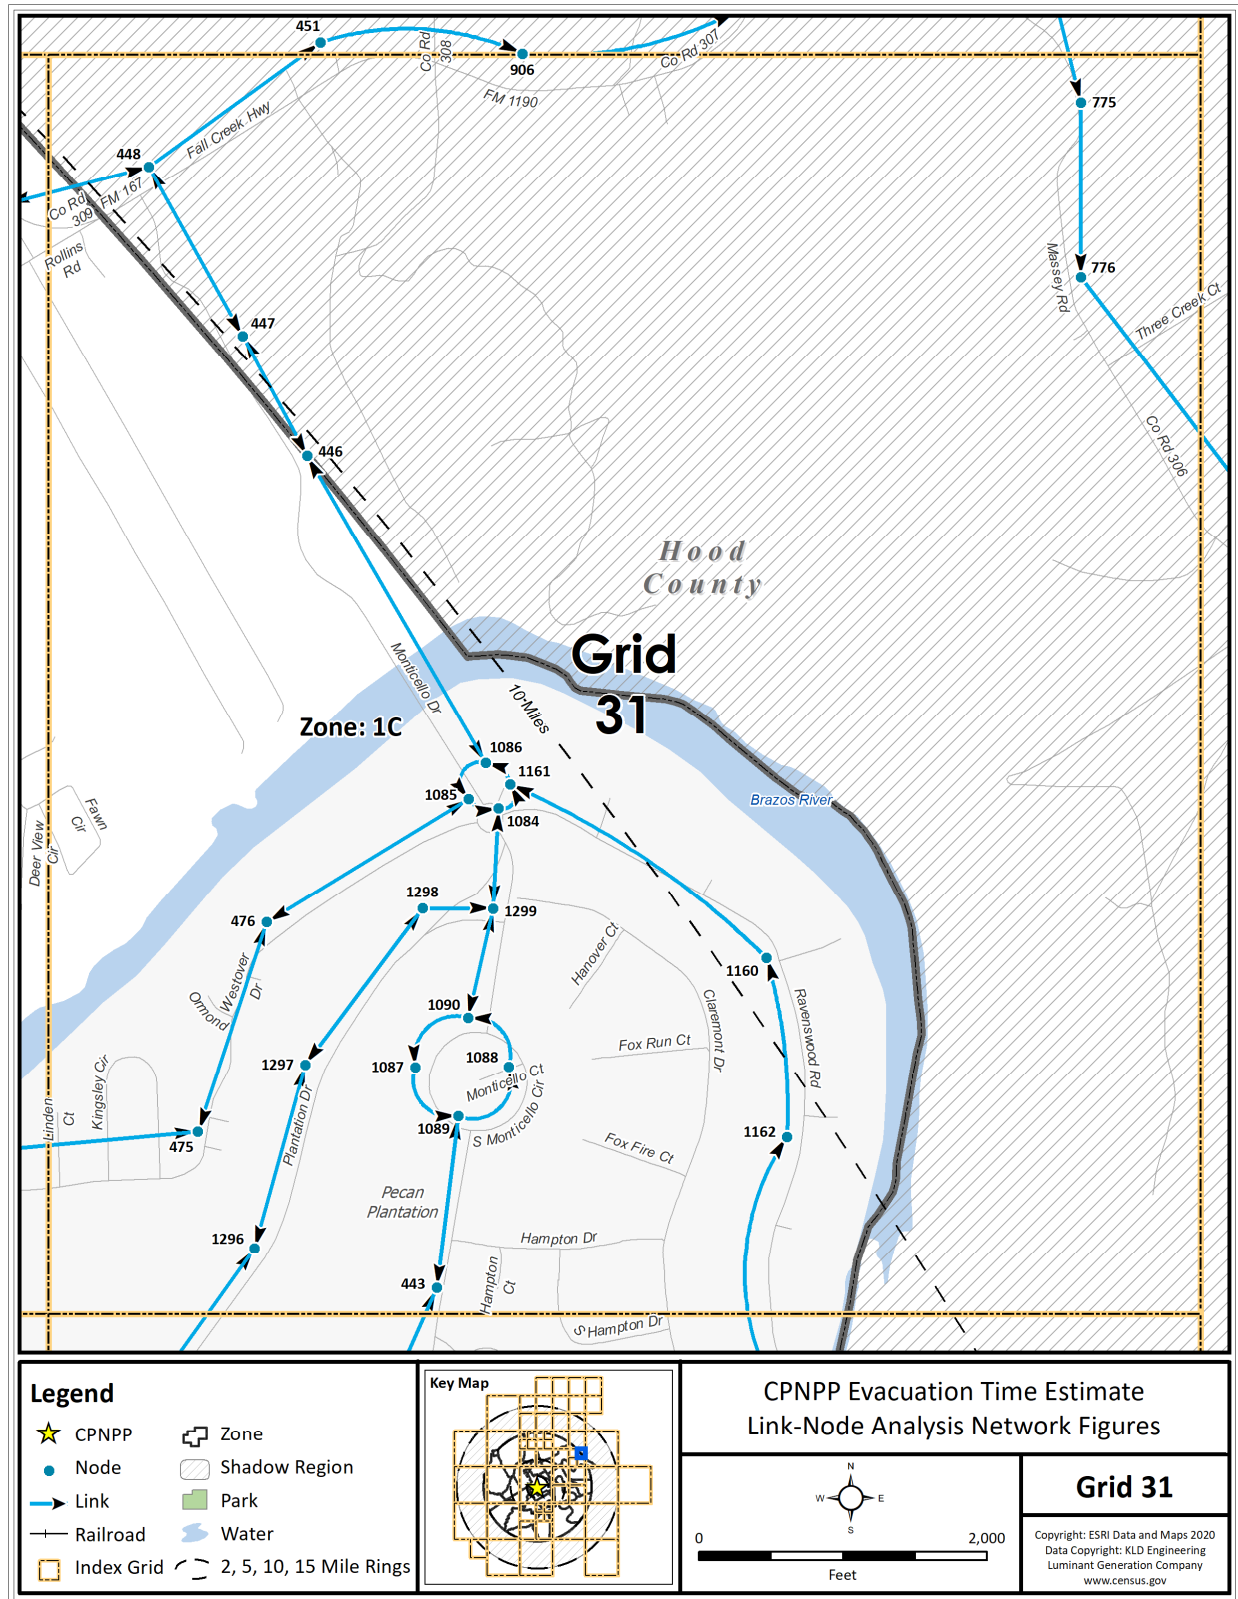 451
906
Co Rd
308
Co Rd 307
FM 1190
775
Fall Creek Hwy
448
FM 167
Co Rd
309
Rollins
Rd
776
Massey Rd
Three Creek Ct
447
446
Co Rd 306
Hood
County
Grid
31
Monticello Dr
10 Miles
Zone: 1C
1086
1161
1085
1084
Brazos River
Fawn
Cir
Deer View
Cir
1298
1299
476
Westover
Dr
Ormond
Hanover Ct
1160
1090
Claremont Dr
Ravenswood Rd
Fox Run Ct
1297
1087
1088
Monticello Ct
S Monticello Cir
1089
Kingsley Cir
Linden
Ct
475
Plantation Dr
Fox Fire Ct
1162
Pecan
Plantation
1296
Hampton Dr
443
Hampton
Ct
S Hampton Dr
Legend
CPNPP
Node
Link
Railroad
Index Grid
Zone
Shadow Region
Park
Water
2, 5, 10, 15 Mile Rings
Key Map
CPNPP Evacuation Time Estimate
Link-Node Analysis Network Figures
N
W E
S
0 2,000
Feet
Grid 31
Copyright: ESRI Data and Maps 2020
Data Copyright: KLD Engineering
Luminant Generation Company
www.census.gov